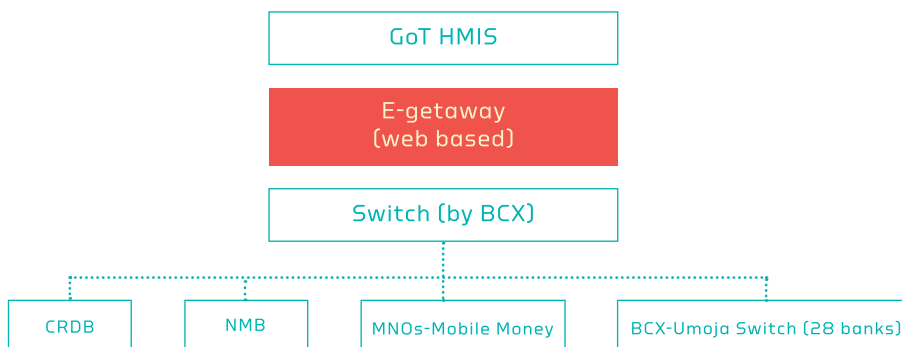 GoT HMIS
E-getaway
(web based)
Switch (by BCX)
CRDB
NMB
MNOs-Mobile Money
BCX-Umoja Switch (28 banks)